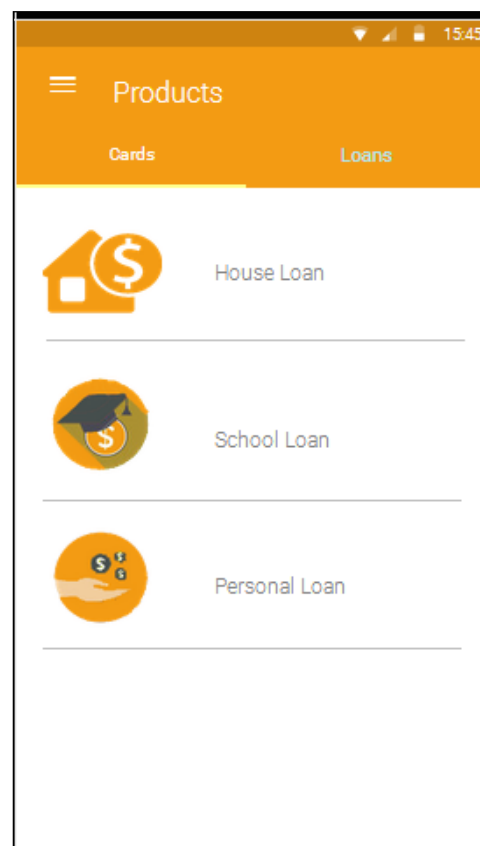 15:45
Products
Cards
Loans
$
House Loan
$
School Loan
$ $ $
Personal Loan